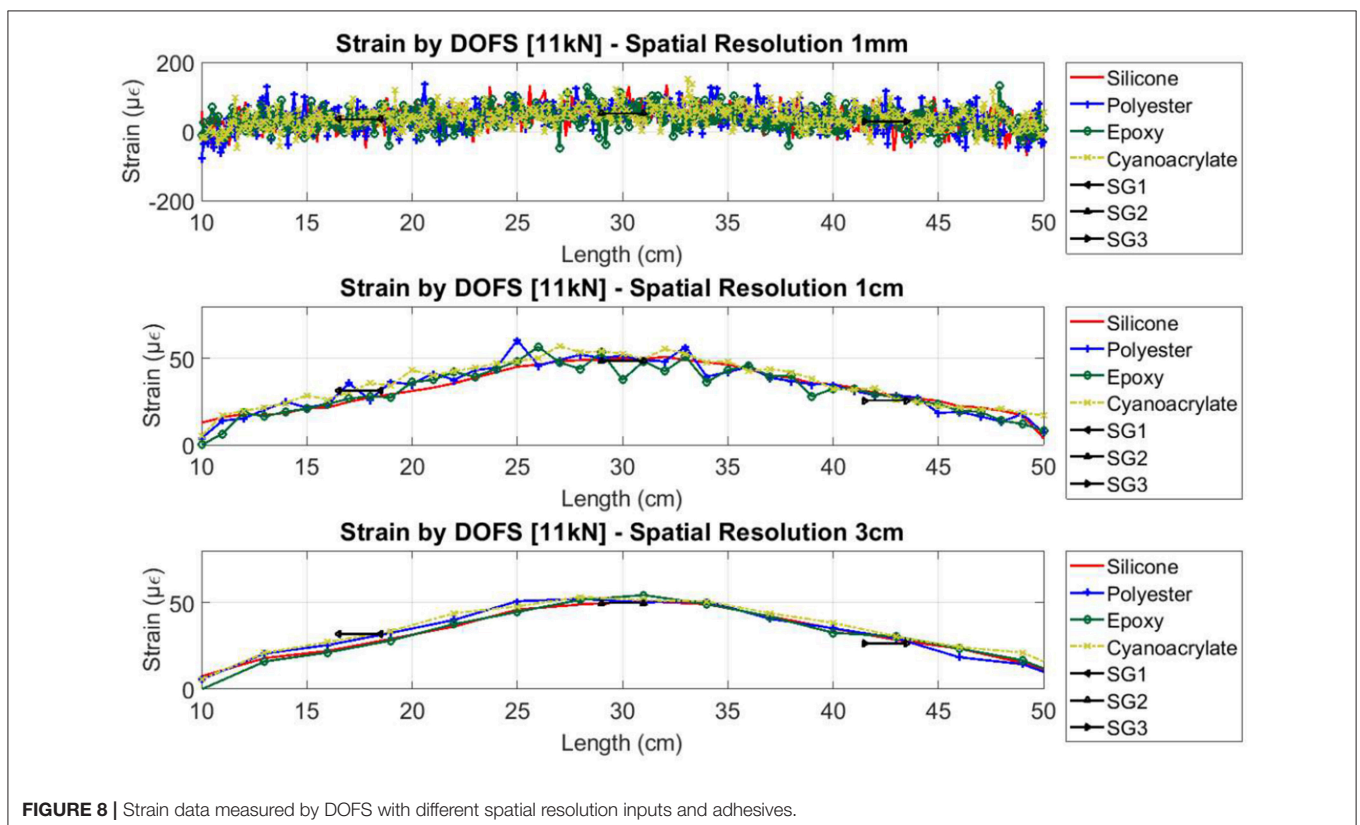 Strain by DOFS [11kN] - Spatial Resolution 1mm
200
0
-200
Strain (µϵ)
10 15 20 25 30 35 40 45 50
Length (cm)
Silicone
Polyester
Epoxy
Cyanoacrylate
SG1
SG2
SG3
Strain by DOFS [11kN] - Spatial Resolution 1cm
50
0
Strain (µϵ)
10 15 20 25 30 35 40 45 50
Length (cm)
Silicone
Polyester
Epoxy
Cyanoacrylate
SG1
SG2
SG3
Strain by DOFS [11kN] - Spatial Resolution 3cm
50
0
Strain (µϵ)
10 15 20 25 30 35 40 45 50
Length (cm)
Silicone
Polyester
Epoxy
Cyanoacrylate
SG1
SG2
SG3
FIGURE 8 | Strain data measured by DOFS with different spatial resolution inputs and adhesives.